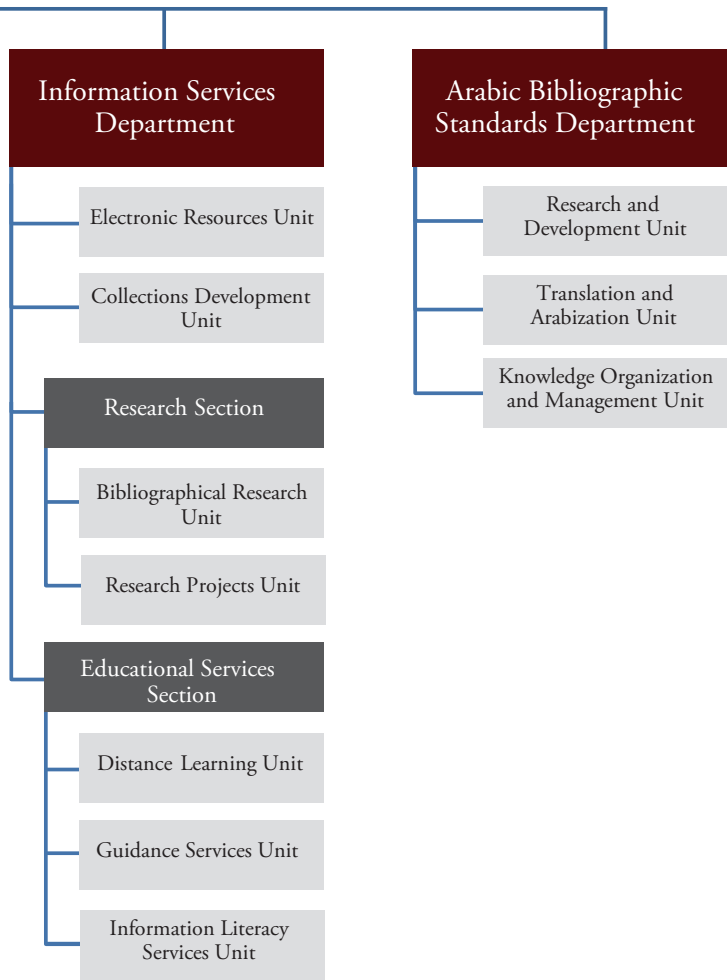 Information Services
Department
Electronic Resources Unit
Collections Development
Unit
Research Section
Bibliographical Research
Unit
Research Projects Unit
Educational Services
Section
Distance Learning Unit
Guidance Services Unit
Information Literacy
Services Unit
Arabic Bibliographic
Standards Department
Research and
Development Unit
Translation and
Arabization Unit
Knowledge Organization
and Management Unit